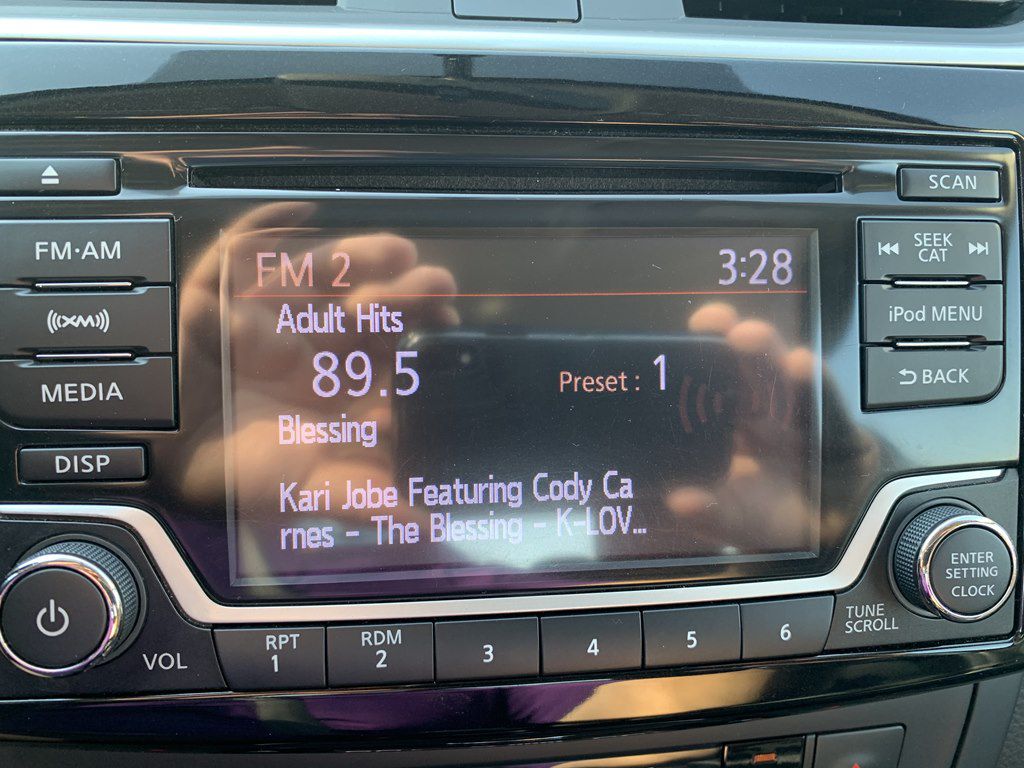 SCAN
FM·AM
SEEK
CAT
FM 2
3:28
Adult Hits
XM
iPod MENU
89.5
Preset : 1
MEDIA
BACK
Blessing
DISP
Kari Jobe Featuring Cody Ca
rnes - The Blessing - K-LOV...
ENTER
SETTING
CLOCK
VOL
RPT
1
RDM
2
3
4
5
6
TUNE
SCROLL